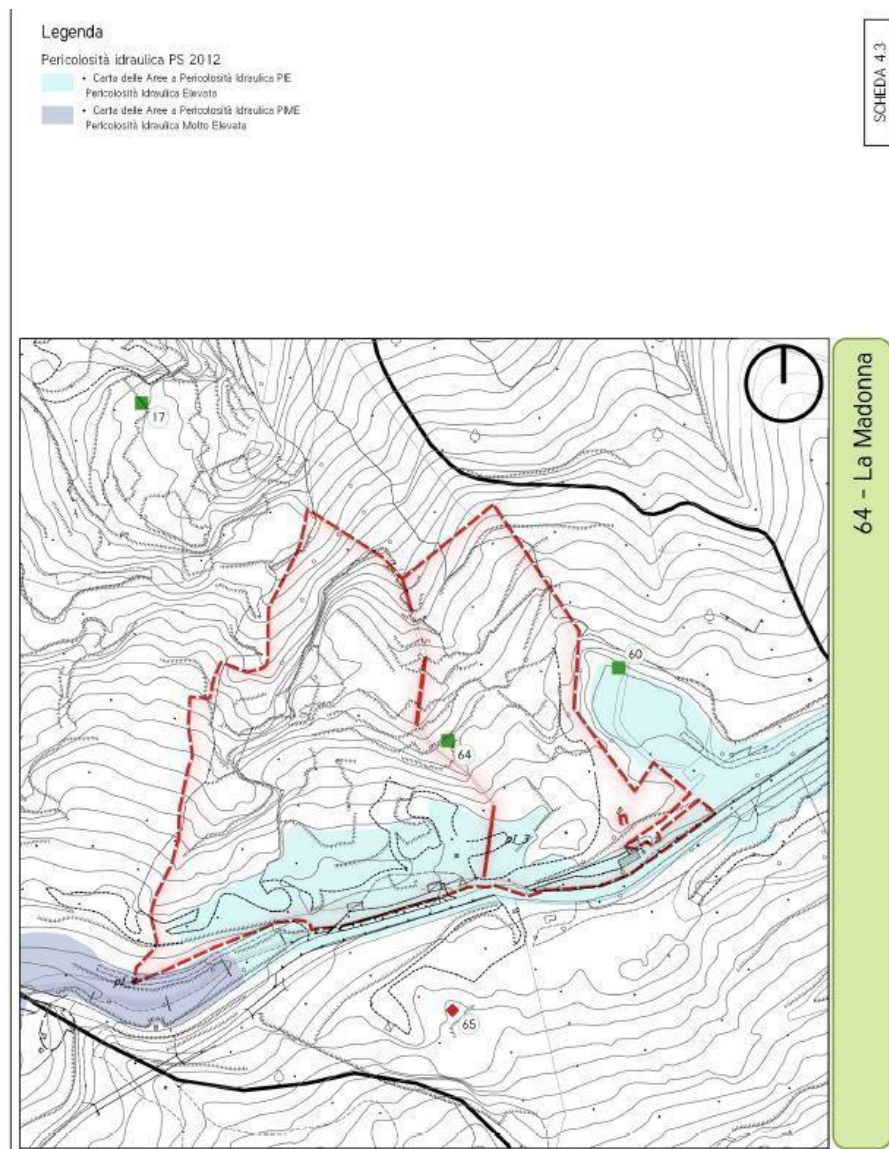 Legenda
Pericolosità idraulica PS 2012
• Carta delle Aree a Pericolosità Idraulica PIE
Pericolosità Idraulica Elevata
• Carta delle Aree a Pericolosità Idraulica PIME
Pericolosità Idraulica Molto Elevata
SCHEDA 4.3
64 - La Madonna
17
60
64
pl_3
65